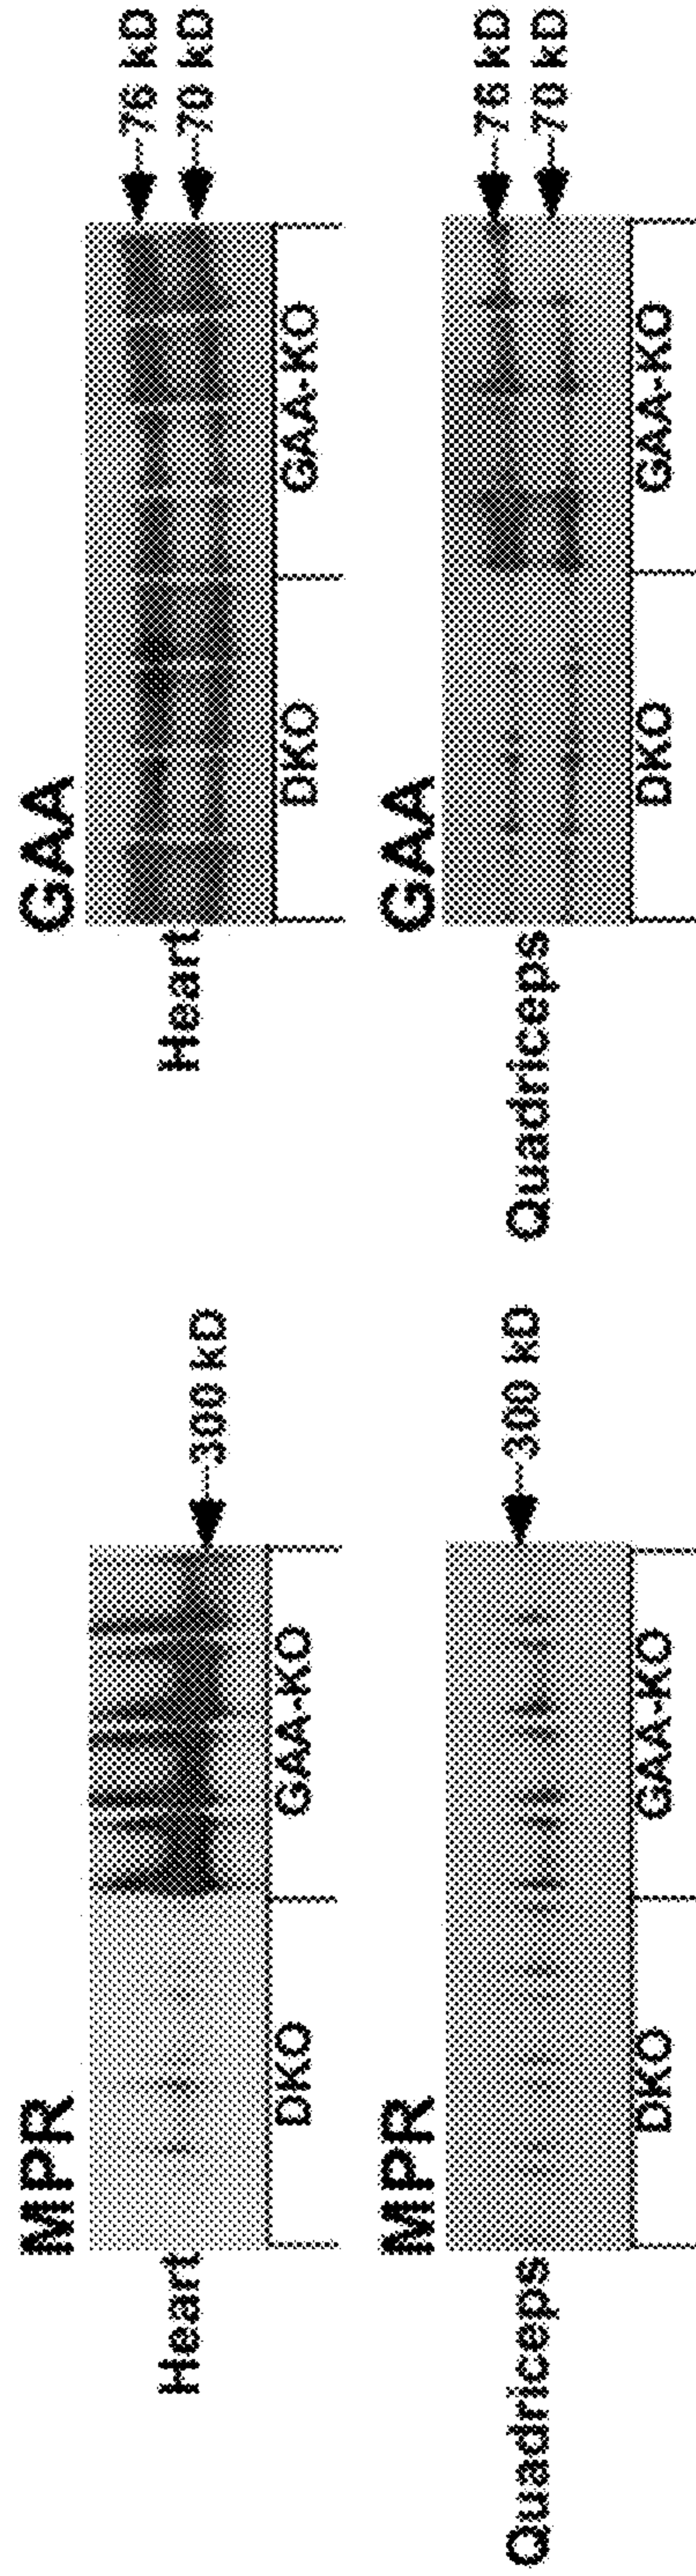 MPR
Heart
300 kD
DKO
GAA-KO
MPR
Quadriceps
300 kD
DKO
GAA-KO
GAA
Heart
76 kD
70 kD
DKO
GAA-KO
GAA
Quadriceps
76 kD
70 kD
DKO
GAA-KO